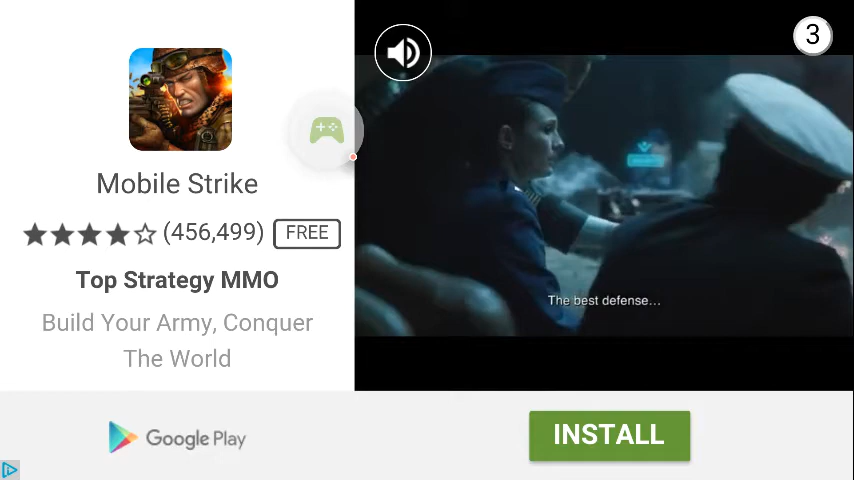 Mobile Strike
(456,499) FREE
Top Strategy MMO
Build Your Army, Conquer
The World
3
The best defense...
Google Play
INSTALL